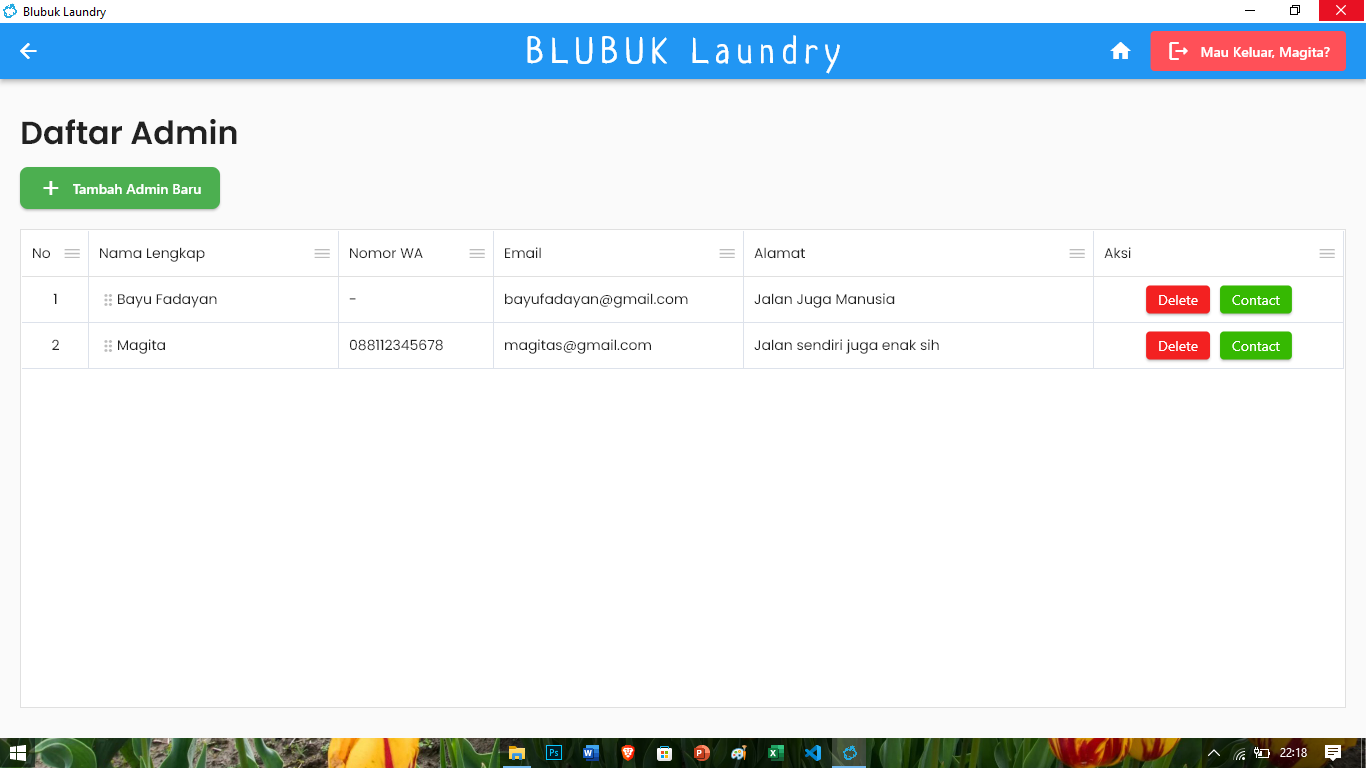 Blubuk Laundry
BLUBUK Laundry
Mau Keluar, Magita?
Daftar Admin
Tambah Admin Baru
No Nama Lengkap Nomor WA Email Alamat Aksi
1 Bayu Fadayan - bayufadayan@gmail.com Jalan Juga Manusia Delete Contact
2 Magita 088112345678 magitas@gmail.com Jalan sendiri juga enak sih Delete Contact
22:18